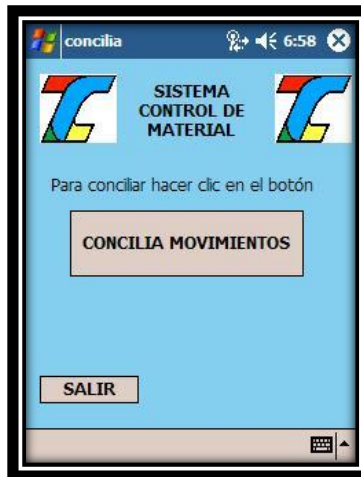 concilia 6:58
SISTEMA
CONTROL DE
MATERIAL
Para conciliar hacer clic en el botón
CONCILIA MOVIMIENTOS
SALIR